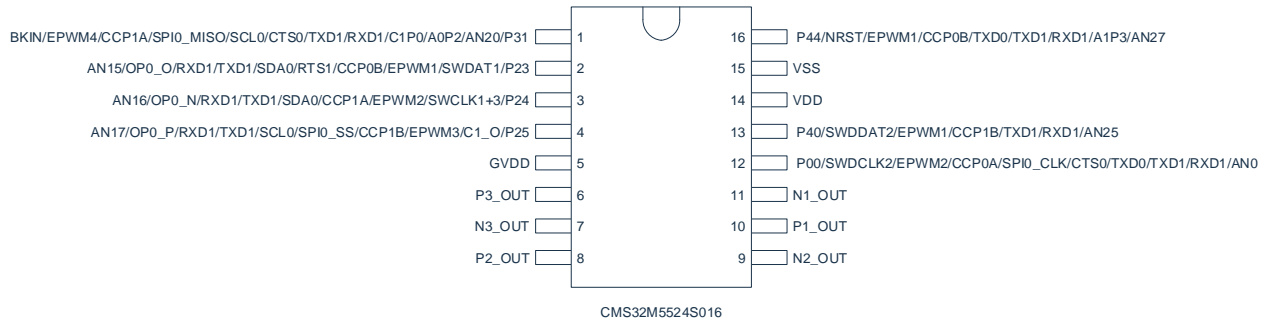 BKIN/EPWM4/CCP1A/SPI0_MISO/SCL0/CTS0/TXD1/RXD1/C1P0/A0P2/AN20/P31 1 16 P44/NRST/EPWM1/CCP0B/TXD0/TXD1/RXD1/A1P3/AN27
AN15/OP0_O/RXD1/TXD1/SDA0/RTS1/CCP0B/EPWM1/SWDAT1/P23 2 15 VSS
AN16/OP0_N/RXD1/TXD1/SDA0/CCP1A/EPWM2/SWCLK1+3/P24 3 14 VDD
AN17/OP0_P/RXD1/TXD1/SCL0/SPI0_SS/CCP1B/EPWM3/C1_O/P25 4 13 P40/SWDDAT2/EPWM1/CCP1B/TXD1/RXD1/AN25
GVDD 5 12 P00/SWDCLK2/EPWM2/CCP0A/SPI0_CLK/CTS0/TXD0/TXD1/RXD1/AN0
P3_OUT 6 11 N1_OUT
N3_OUT 7 10 P1_OUT
P2_OUT 8 9 N2_OUT
CMS32M5524S016